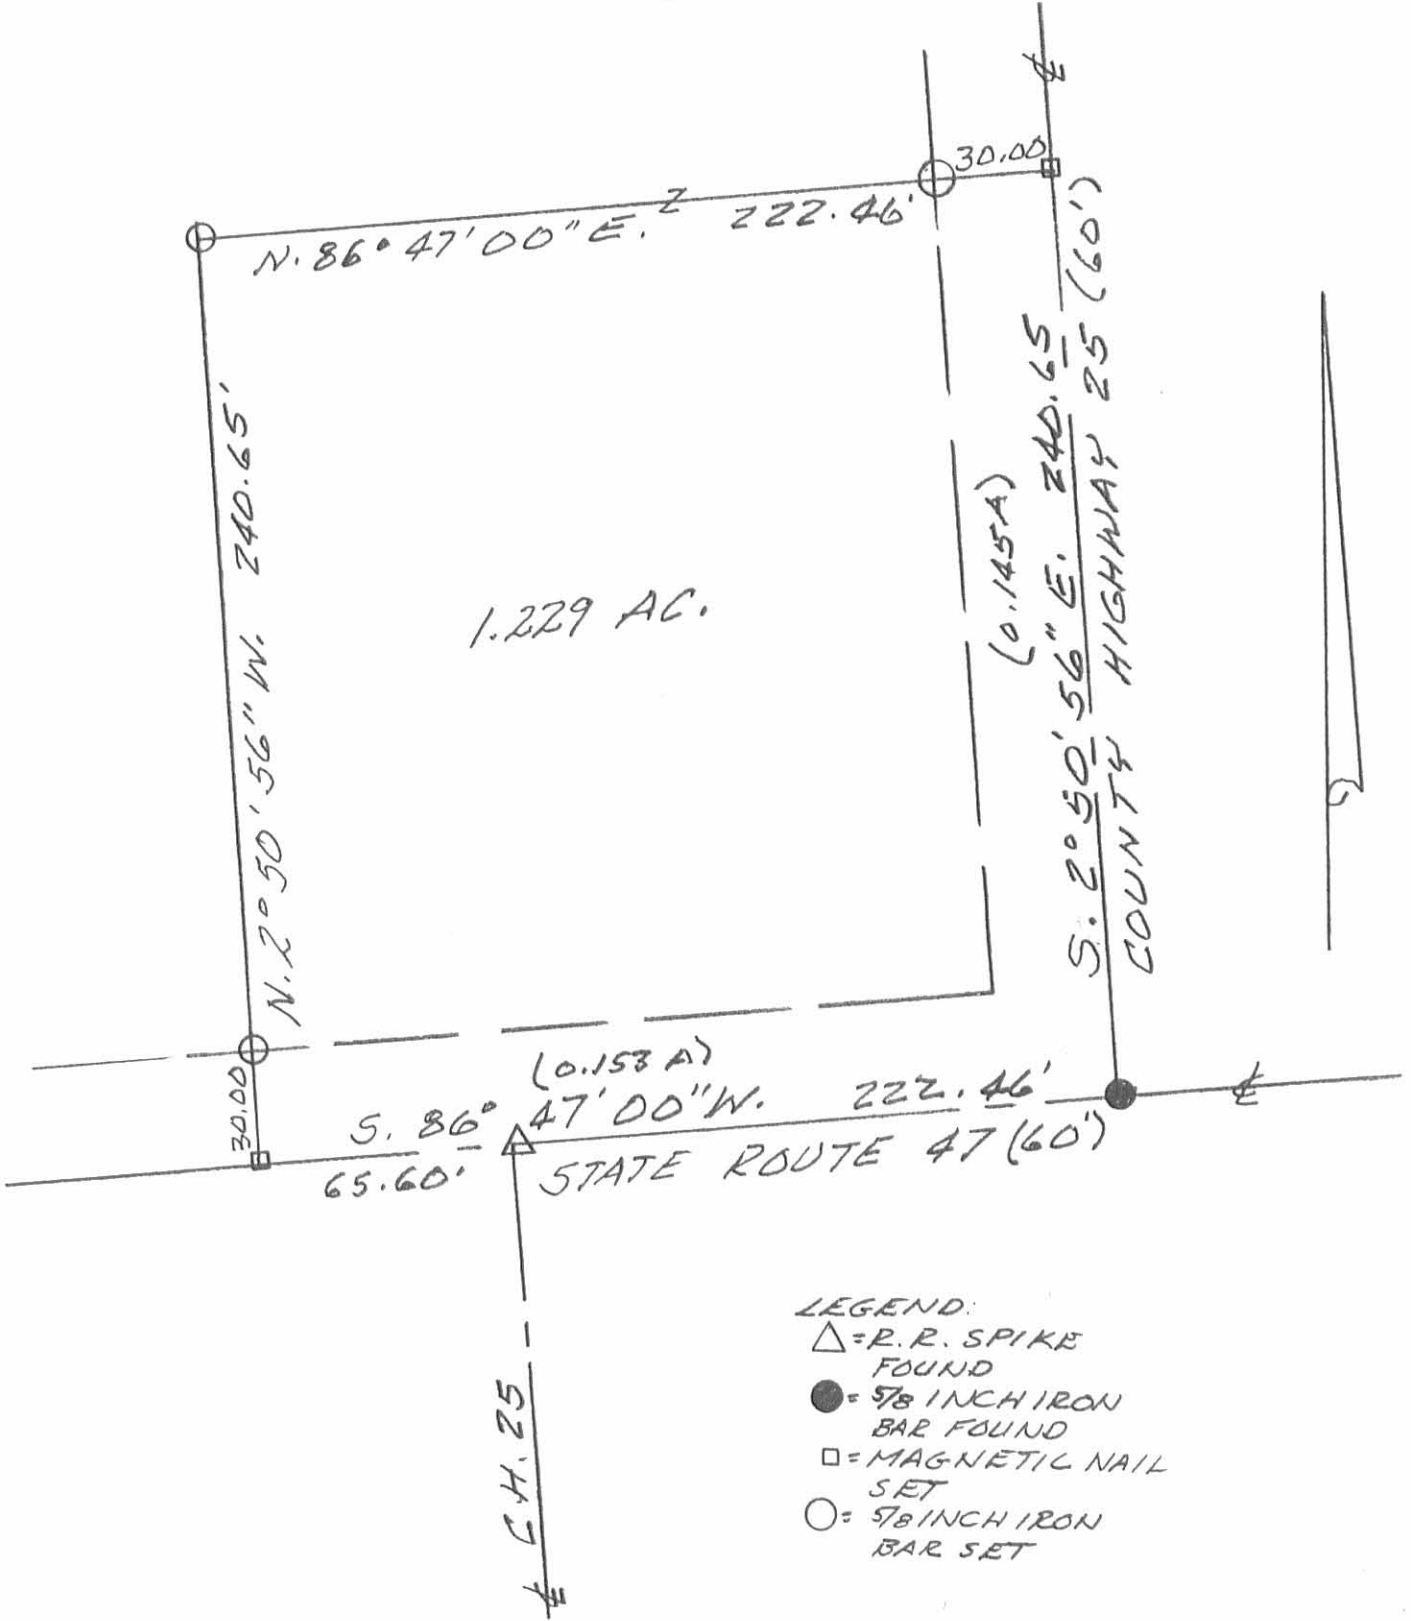 ℄
30.00
N. 86° 47' 00" E. 222.46'
N. 2° 50' 56" W. 240.65'
1.229 AC.
(0.145A)
S. 2° 50' 56" E. 240.65
COUNTY HIGHWAY 25 (60')
30.00
(0.153 A)
S. 86° 47' 00" W. 222.46'
℄
65.60'
STATE ROUTE 47 (60')
℄ C.H. 25
LEGEND:
△ = R.R. SPIKE
FOUND
● = 5/8 INCH IRON
BAR FOUND
□ = MAGNETIC NAIL
SET
○ = 5/8 INCH IRON
BAR SET